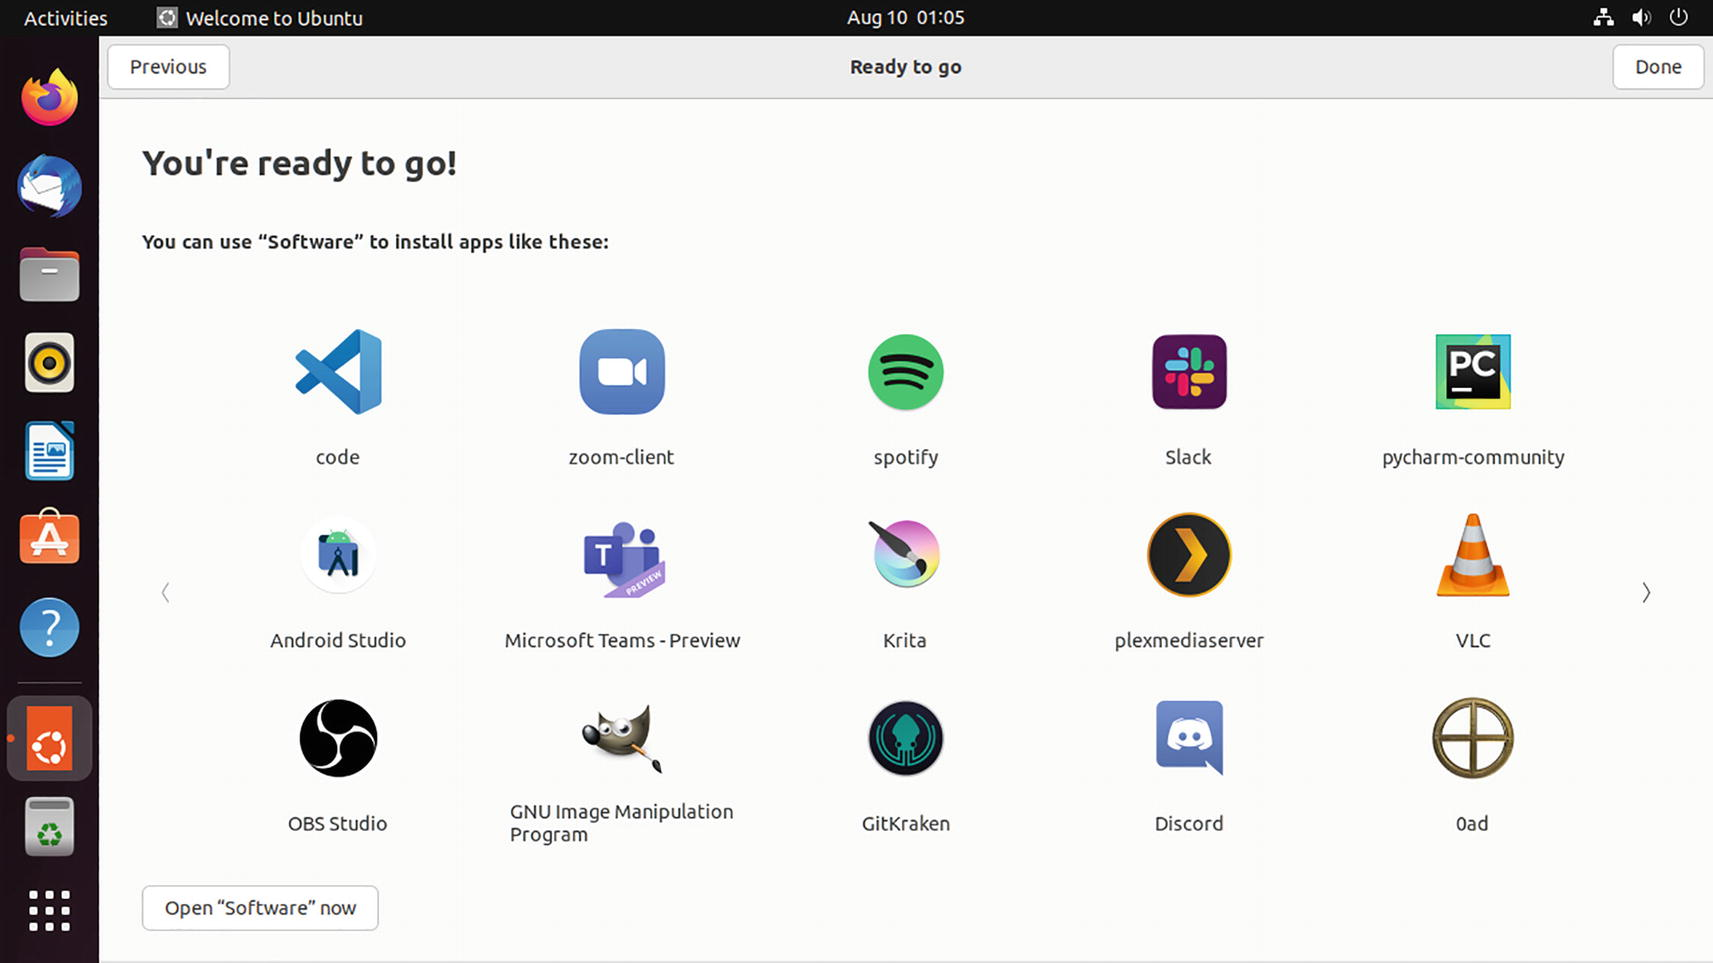 Activities
Welcome to Ubuntu
Aug 10 01:05
Previous
Ready to go
Done
You're ready to go!
You can use “Software” to install apps like these:
PC
code
zoom-client
spotify
Slack
pycharm-community
T
PREVIEW
Android Studio
Microsoft Teams - Preview
Krita
plexmediaserver
VLC
OBS Studio
GNU Image Manipulation
Program
GitKraken
Discord
0ad
Open “Software” now